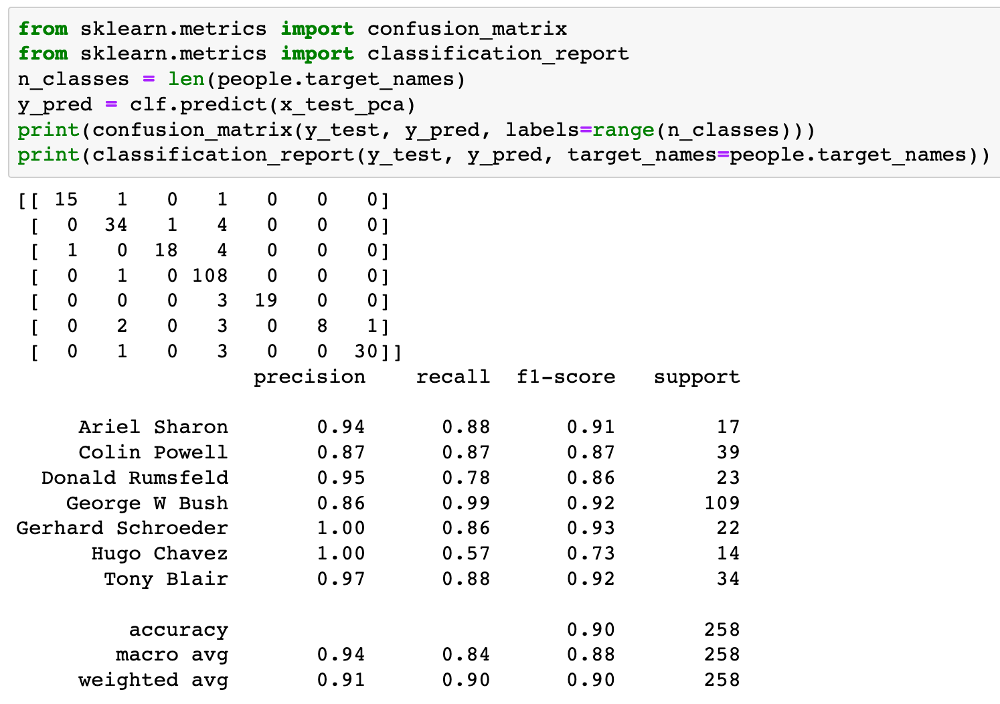 from sklearn.metrics import confusion_matrix
from sklearn.metrics import classification_report
n_classes = len(people.target_names)
y_pred = clf.predict(x_test_pca)
print(confusion_matrix(y_test, y_pred, labels=range(n_classes)))
print(classification_report(y_test, y_pred, target_names=people.target_names))
[[ 15   1   0   1   0   0   0]
 [  0  34   1   4   0   0   0]
 [  1   0  18   4   0   0   0]
 [  0   1   0 108   0   0   0]
 [  0   0   0   3  19   0   0]
 [  0   2   0   3   0   8   1]
 [  0   1   0   3   0   0  30]]
                   precision    recall  f1-score   support
     Ariel Sharon       0.94      0.88      0.91        17
     Colin Powell       0.87      0.87      0.87        39
  Donald Rumsfeld       0.95      0.78      0.86        23
    George W Bush       0.86      0.99      0.92       109
Gerhard Schroeder       1.00      0.86      0.93        22
      Hugo Chavez       1.00      0.57      0.73        14
       Tony Blair       0.97      0.88      0.92        34
         accuracy                           0.90       258
        macro avg       0.94      0.84      0.88       258
     weighted avg       0.91      0.90      0.90       258